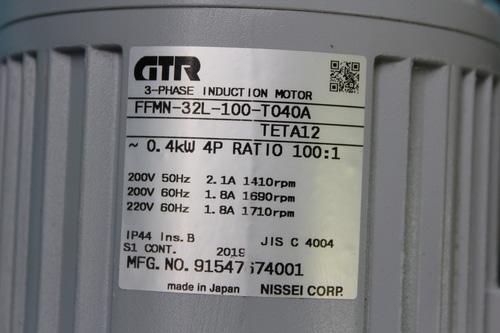 GTR
3-PHASE INDUCTION MOTOR
FFMN-32L-100-T040A
TETA12
~ 0.4kW 4P RATIO 100:1
200V 50Hz 2.1A 1410rpm
200V 60Hz 1.8A 1690rpm
220V 60Hz 1.8A 1710rpm
IP44 Ins.B JIS C 4004
S1 CONT. 2019
MFG.NO.
made in Japan NISSEI CORP.